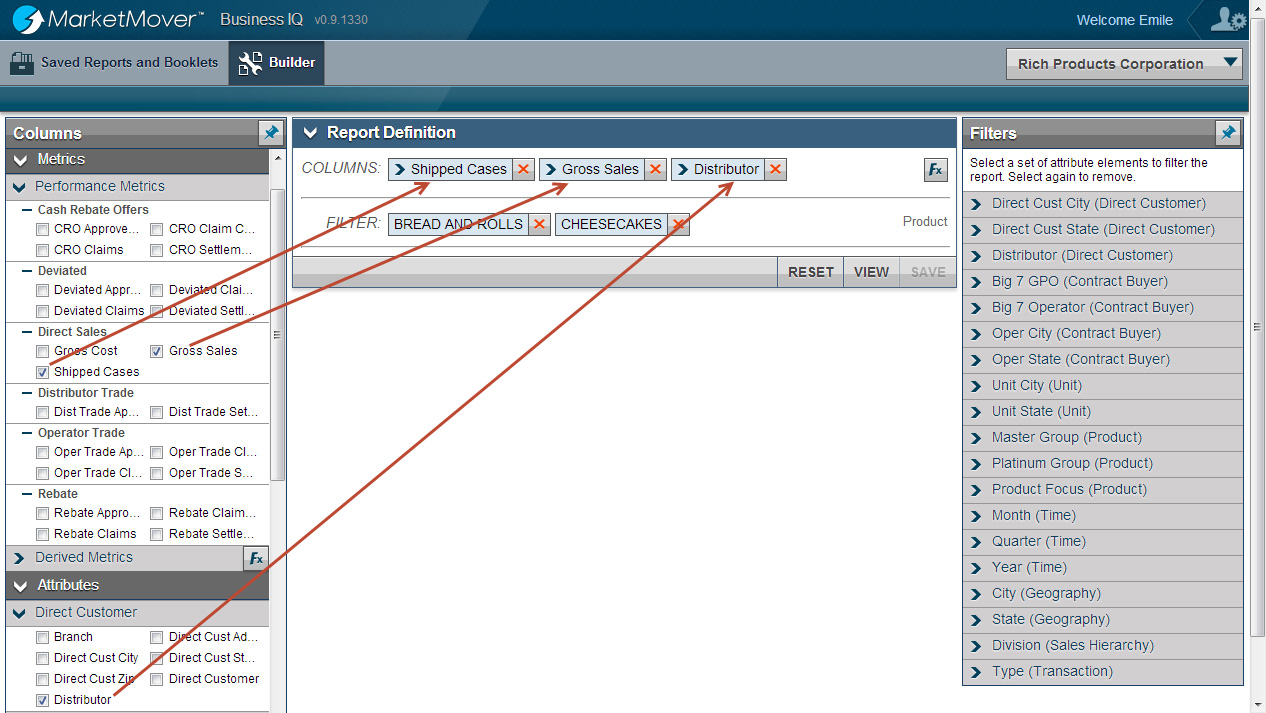 MarketMover™ Business IQ v0.9.1330 Welcome Emile
Saved Reports and Booklets Builder Rich Products Corporation
Columns
Metrics
Performance Metrics
Cash Rebate Offers
CRO Approve... CRO Claim C...
CRO Claims CRO Settlem...
Deviated
Deviated Appr... Deviated Clai...
Deviated Claims Deviated Settl...
Direct Sales
Gross Cost Gross Sales
Shipped Cases
Distributor Trade
Dist Trade Ap... Dist Trade Set...
Operator Trade
Oper Trade Ap... Oper Trade Cl...
Oper Trade Cl... Oper Trade S...
Rebate
Rebate Appro... Rebate Claim...
Rebate Claims Rebate Settle...
Derived Metrics Fx
Attributes
Direct Customer
Branch Direct Cust Ad...
Direct Cust City Direct Cust St...
Direct Cust Zip Direct Customer
Distributor
Report Definition
COLUMNS: Shipped Cases Gross Sales Distributor Fx
FILTER: BREAD AND ROLLS CHEESECAKES Product
RESET VIEW SAVE
Filters
Select a set of attribute elements to filter the
report. Select again to remove.
Direct Cust City (Direct Customer)
Direct Cust State (Direct Customer)
Distributor (Direct Customer)
Big 7 GPO (Contract Buyer)
Big 7 Operator (Contract Buyer)
Oper City (Contract Buyer)
Oper State (Contract Buyer)
Unit City (Unit)
Unit State (Unit)
Master Group (Product)
Platinum Group (Product)
Product Focus (Product)
Month (Time)
Quarter (Time)
Year (Time)
City (Geography)
State (Geography)
Division (Sales Hierarchy)
Type (Transaction)